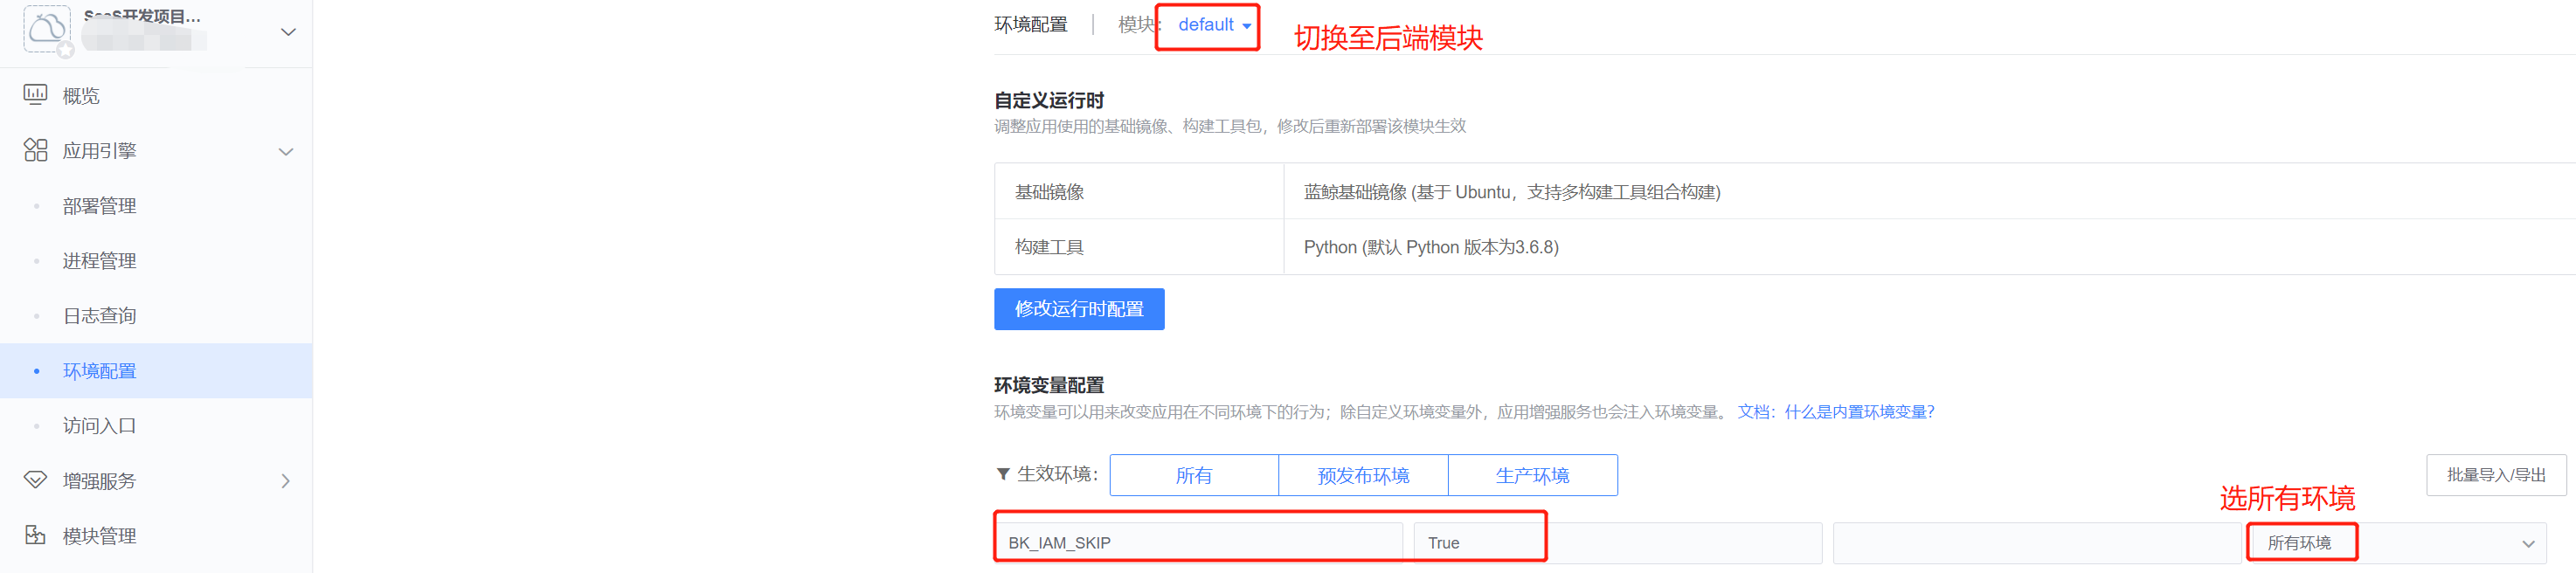 SaaS开发项目...
概览
应用引擎
部署管理
进程管理
日志查询
环境配置
访问入口
增强服务
模块管理
环境配置 | 模块: default
切换至后端模块
自定义运行时
调整应用使用的基础镜像、构建工具包，修改后重新部署该模块生效
基础镜像 蓝鲸基础镜像 (基于 Ubuntu，支持多构建工具组合构建)
构建工具 Python (默认 Python 版本为3.6.8)
修改运行时配置
环境变量配置
环境变量可以用来改变应用在不同环境下的行为；除自定义环境变量外，应用增强服务也会注入环境变量。 文档：什么是内置环境变量?
生效环境: 所有 预发布环境 生产环境 批量导入/导出
选所有环境
BK_IAM_SKIP True 所有环境